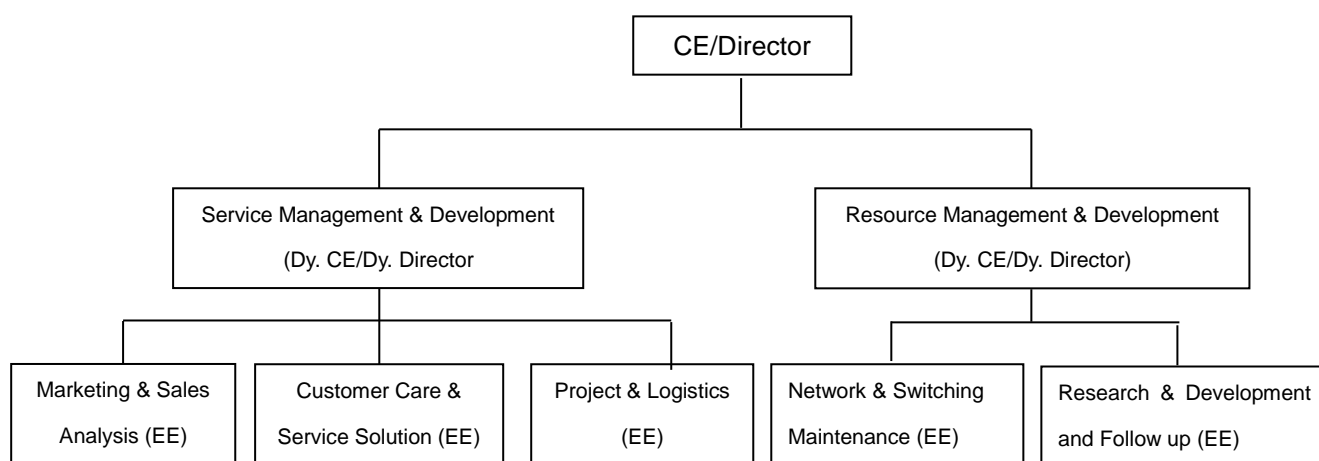 CE/Director
Service Management & Development
(Dy. CE/Dy. Director
Resource Management & Development
(Dy. CE/Dy. Director)
Marketing & Sales
Analysis (EE)
Customer Care &
Service Solution (EE)
Project & Logistics
(EE)
Network & Switching
Maintenance (EE)
Research & Development
and Follow up (EE)